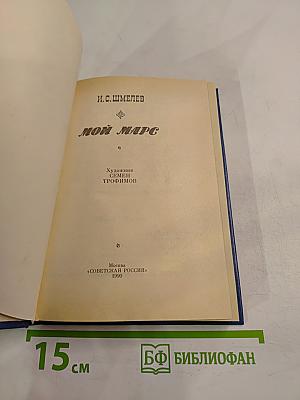 И.С.ШМЕЛЕВ
МОЙ МАРС
Художник
СЕМЕН
ТРОФИМОВ
Москва
«СОВЕТСКАЯ РОССИЯ»
1990
15 см
БФ БИБЛИОФАН